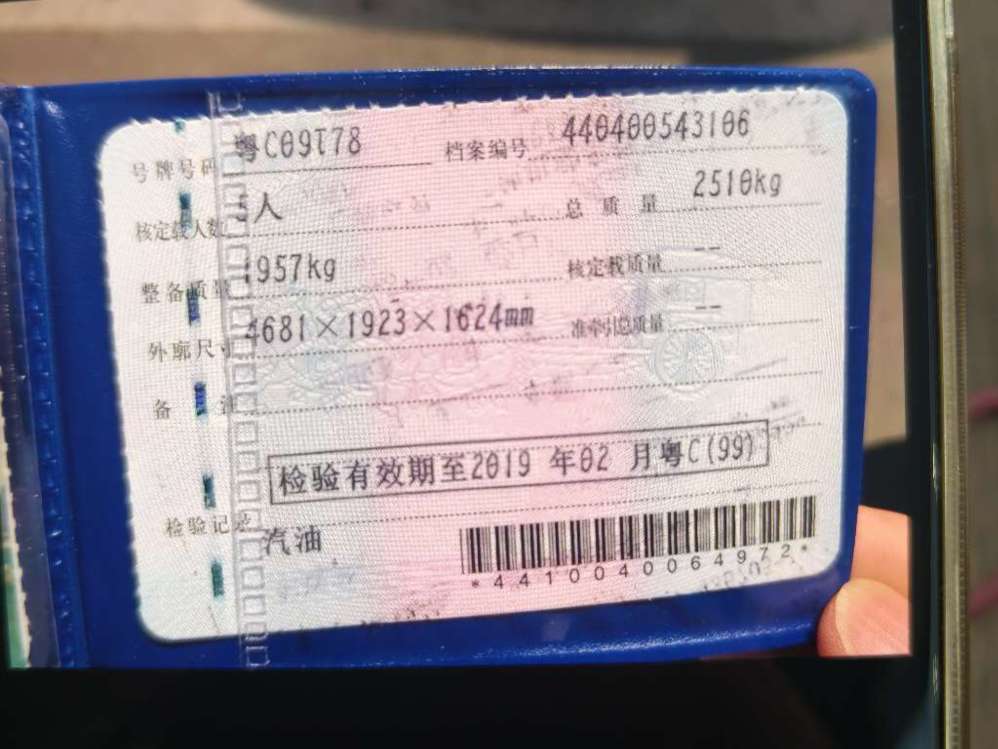 号牌号码 粤C09T78 档案编号 440400543106
核定载人数 人 总质量 2510kg
整备质量 1957kg 核定载质量 --
外廓尺寸 4681×1923×1624mm 准牵引总质量 --
备注
检验有效期至2019 年02 月粤C(99)
检验记录
汽油
*4410040064972*